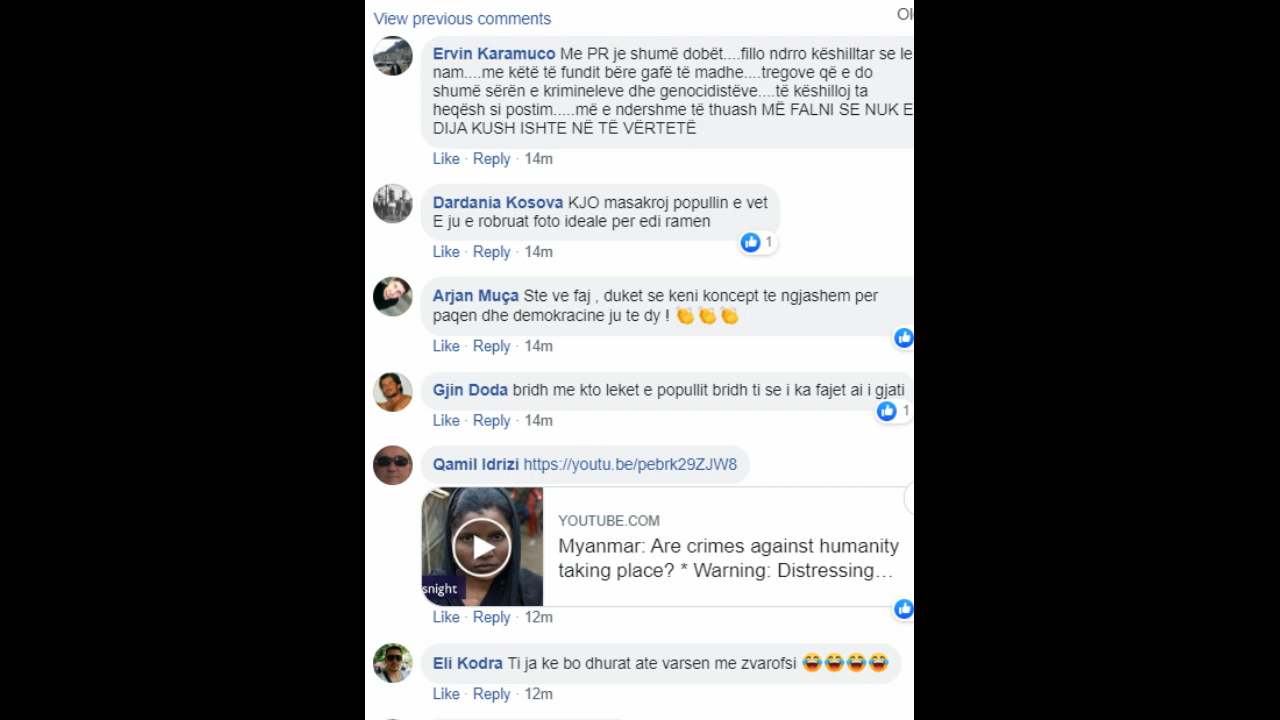 View previous comments
Ervin Karamuco Me PR je shumë dobët....fillo ndrro këshilltar se le
nam....me këtë të fundit bëre gafë të madhe....tregove që e do
shumë sërën e krimineleve dhe genocidistëve....të këshilloj ta
heqësh si postim.....më e ndershme të thuash MË FALNI SE NUK E
DIJA KUSH ISHTE NË TË VËRTETË
Like · Reply · 14m
Dardania Kosova KJO masakroj popullin e vet
E ju e robruat foto ideale per edi ramen
1
Like · Reply · 14m
Arjan Muça Ste ve faj , duket se keni koncept te ngjashem per
paqen dhe demokracine ju te dy ! 👏👏👏
Like · Reply · 14m
Gjin Doda bridh me kto leket e popullit bridh ti se i ka fajet ai i gjati
1
Like · Reply · 14m
Qamil Idrizi https://youtu.be/pebrk29ZJW8
YOUTUBE.COM
Myanmar: Are crimes against humanity
taking place? * Warning: Distressing...
snight
Like · Reply · 12m
Eli Kodra Ti ja ke bo dhurat ate varsen me zvarofsi 😂😂😂😂
Like · Reply · 12m